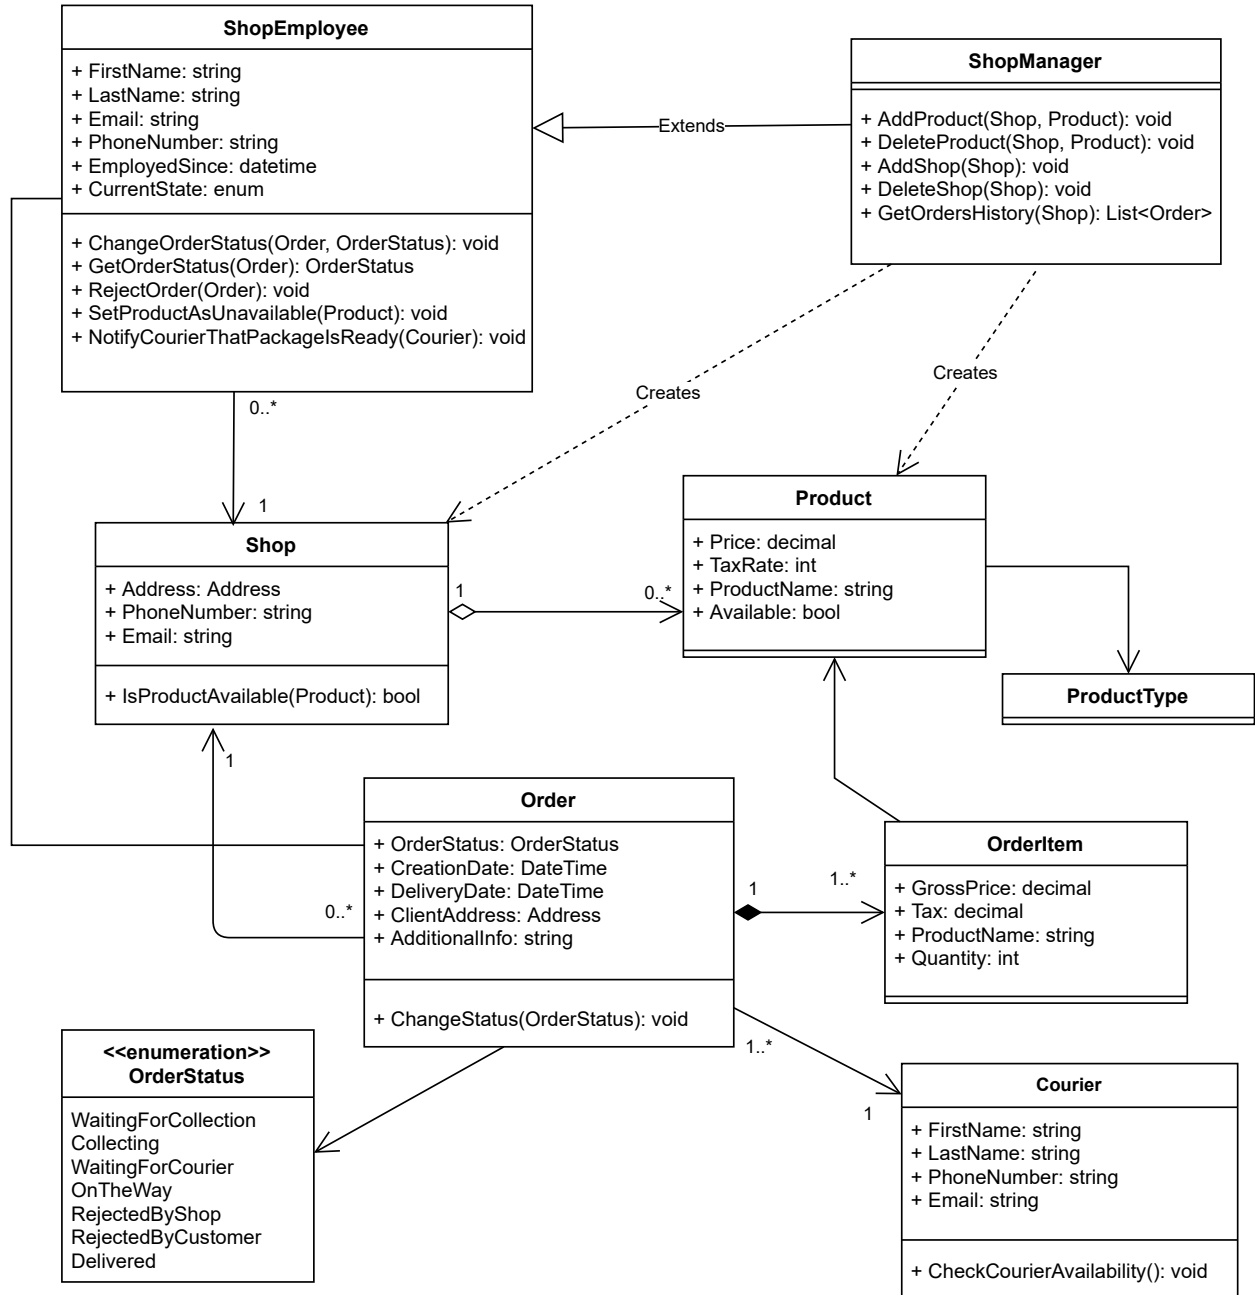 ShopEmployee
+ FirstName: string
+ LastName: string
+ Email: string
+ PhoneNumber: string
+ EmployedSince: datetime
+ CurrentState: enum
+ ChangeOrderStatus(Order, OrderStatus): void
+ GetOrderStatus(Order): OrderStatus
+ RejectOrder(Order): void
+ SetProductAsUnavailable(Product): void
+ NotifyCourierThatPackageIsReady(Courier): void
Extends
ShopManager
+ AddProduct(Shop, Product): void
+ DeleteProduct(Shop, Product): void
+ AddShop(Shop): void
+ DeleteShop(Shop): void
+ GetOrdersHistory(Shop): List<Order>
Creates
Creates
0..*
1
Shop
+ Address: Address
+ PhoneNumber: string
+ Email: string
+ IsProductAvailable(Product): bool
1
0..*
Product
+ Price: decimal
+ TaxRate: int
+ ProductName: string
+ Available: bool
ProductType
1
0..*
Order
+ OrderStatus: OrderStatus
+ CreationDate: DateTime
+ DeliveryDate: DateTime
+ ClientAddress: Address
+ AdditionalInfo: string
+ ChangeStatus(OrderStatus): void
1
1..*
OrderItem
+ GrossPrice: decimal
+ Tax: decimal
+ ProductName: string
+ Quantity: int
1..*
1
<<enumeration>>
OrderStatus
WaitingForCollection
Collecting
WaitingForCourier
OnTheWay
RejectedByShop
RejectedByCustomer
Delivered
Courier
+ FirstName: string
+ LastName: string
+ PhoneNumber: string
+ Email: string
+ CheckCourierAvailability(): void